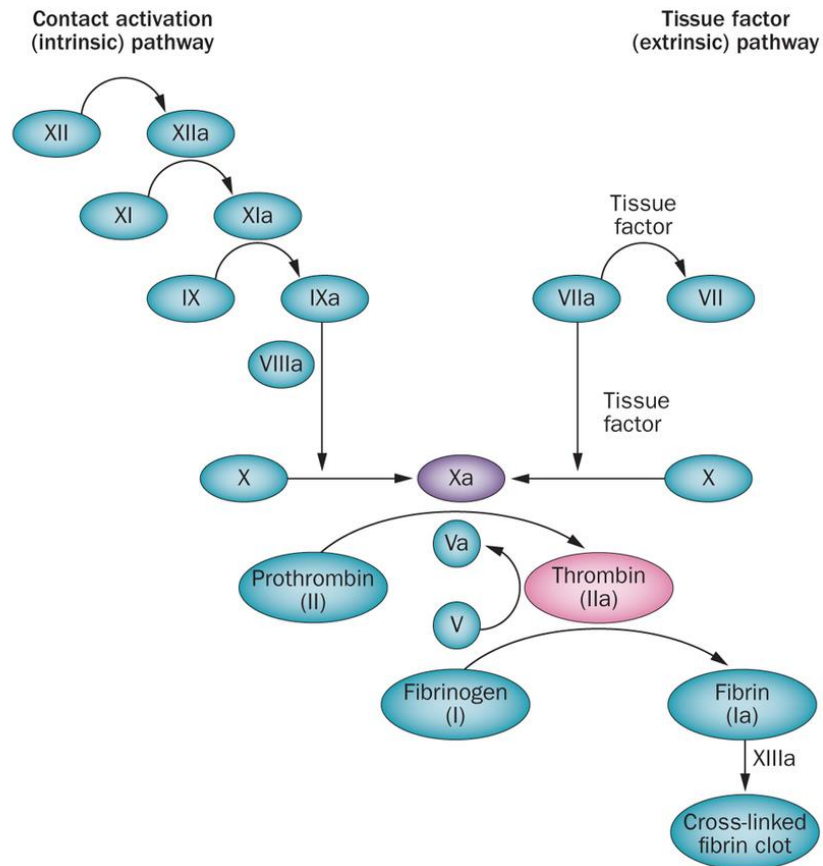 Contact activation
(intrinsic) pathway
Tissue factor
(extrinsic) pathway
XII
XIIa
XI
XIa
Tissue
factor
IX
IXa
VIIa
VII
VIIIa
Tissue
factor
X
Xa
X
Va
Prothrombin
(II)
Thrombin
(IIa)
V
Fibrinogen
(I)
Fibrin
(Ia)
XIIIa
Cross-linked
fibrin clot